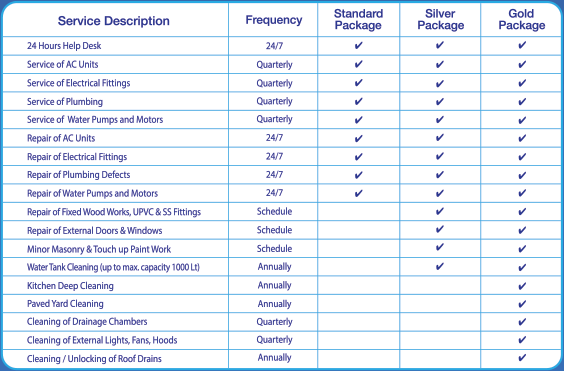 Service Description Frequency Standard Package Silver Package Gold Package
24 Hours Help Desk 24/7 ✔ ✔ ✔
Service of AC Units Quarterly ✔ ✔ ✔
Service of Electrical Fittings Quarterly ✔ ✔ ✔
Service of Plumbing Quarterly ✔ ✔ ✔
Service of Water Pumps and Motors Quarterly ✔ ✔ ✔
Repair of AC Units 24/7 ✔ ✔ ✔
Repair of Electrical Fittings 24/7 ✔ ✔ ✔
Repair of Plumbing Defects 24/7 ✔ ✔ ✔
Repair of Water Pumps and Motors 24/7 ✔ ✔ ✔
Repair of Fixed Wood Works, UPVC & SS Fittings Schedule ✔ ✔
Repair of External Doors & Windows Schedule ✔ ✔
Minor Masonry & Touch up Paint Work Schedule ✔ ✔
Water Tank Cleaning (up to max. capacity 1000 Lt) Annually ✔ ✔
Kitchen Deep Cleaning Annually ✔
Paved Yard Cleaning Annually ✔
Cleaning of Drainage Chambers Quarterly ✔
Cleaning of External Lights, Fans, Hoods Quarterly ✔
Cleaning / Unlocking of Roof Drains Annually ✔